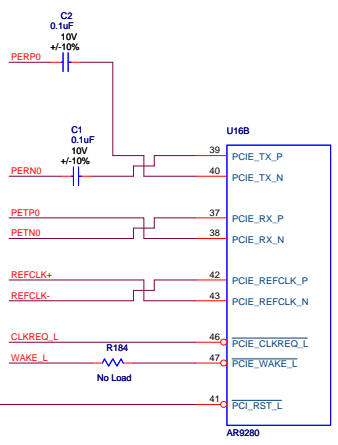 C2
0.1uF
10V
+/-10%
PERP0
C1
0.1uF
10V
+/-10%
PERN0
U16B
39 PCIE_TX_P
40 PCIE_TX_N
PETP0
37 PCIE_RX_P
PETN0
38 PCIE_RX_N
REFCLK+
42 PCIE_REFCLK_P
REFCLK-
43 PCIE_REFCLK_N
CLKREQ_L
46 PCIE_CLKREQ_L
R184
WAKE_L
47 PCIE_WAKE_L
No Load
41 PCI_RST_L
AR9280